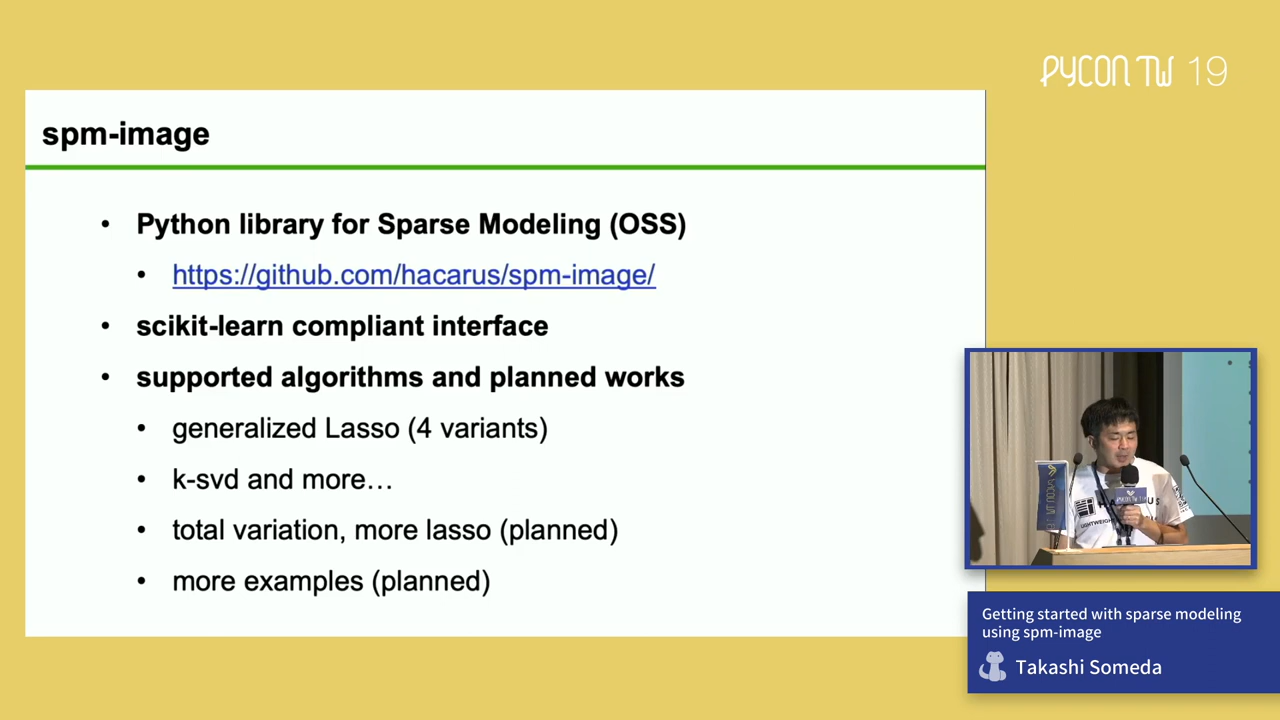 PYCON TW 19
spm-image
• Python library for Sparse Modeling (OSS)
• https://github.com/hacarus/spm-image/
• scikit-learn compliant interface
• supported algorithms and planned works
• generalized Lasso (4 variants)
• k-svd and more…
• total variation, more lasso (planned)
• more examples (planned)
Getting started with sparse modeling
using spm-image
Takashi Someda